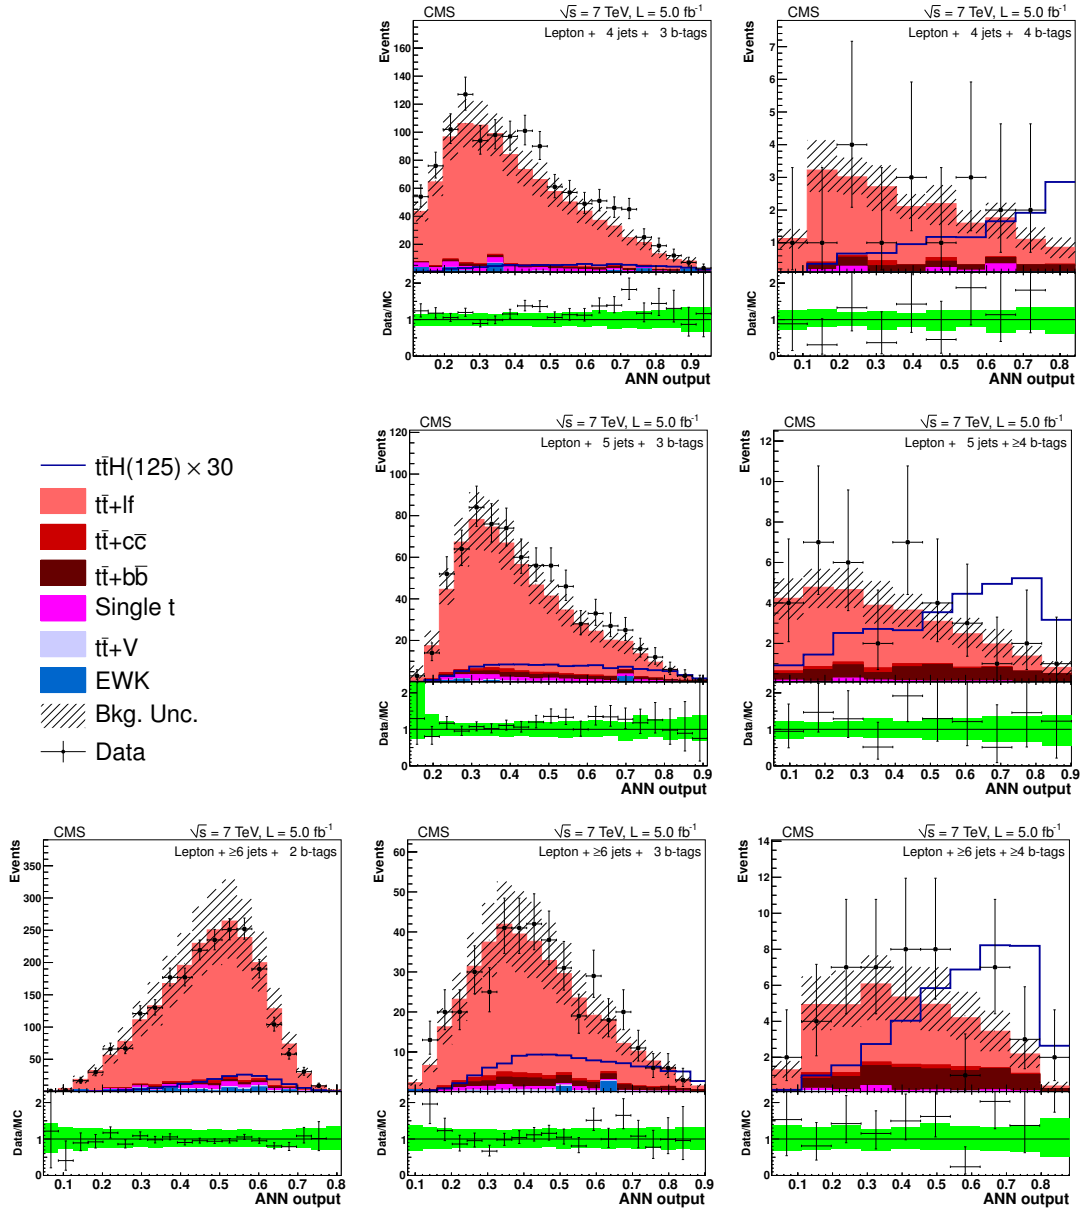 CMS √s = 7 TeV, L = 5.0 fb⁻¹
Lepton + 4 jets + 3 b-tags
Events
160
140
120
100
80
60
40
20
Data/MC
2
1
0
0.1 0.2 0.3 0.4 0.5 0.6 0.7 0.8 0.9
ANN output
CMS √s = 7 TeV, L = 5.0 fb⁻¹
Lepton + 4 jets + 4 b-tags
Events
7
6
5
4
3
2
1
Data/MC
2
1
0
0.1 0.2 0.3 0.4 0.5 0.6 0.7 0.8
ANN output
tt̄H(125) × 30
tt̄+lf
tt̄+cc̄
tt̄+bb̄
Single t
tt̄+V
EWK
Bkg. Unc.
Data
CMS √s = 7 TeV, L = 5.0 fb⁻¹
Lepton + 5 jets + 3 b-tags
Events
120
100
80
60
40
20
Data/MC
2
1
0
0.2 0.3 0.4 0.5 0.6 0.7 0.8 0.9
ANN output
CMS √s = 7 TeV, L = 5.0 fb⁻¹
Lepton + 5 jets + ≥4 b-tags
Events
12
10
8
6
4
2
Data/MC
2
1
0
0.1 0.2 0.3 0.4 0.5 0.6 0.7 0.8 0.9
ANN output
CMS √s = 7 TeV, L = 5.0 fb⁻¹
Lepton + ≥6 jets + 2 b-tags
Events
350
300
250
200
150
100
50
Data/MC
2
1
0
0.1 0.2 0.3 0.4 0.5 0.6 0.7 0.8
ANN output
CMS √s = 7 TeV, L = 5.0 fb⁻¹
Lepton + ≥6 jets + 3 b-tags
Events
60
50
40
30
20
10
Data/MC
2
1
0
0.1 0.2 0.3 0.4 0.5 0.6 0.7 0.8 0.9
ANN output
CMS √s = 7 TeV, L = 5.0 fb⁻¹
Lepton + ≥6 jets + ≥4 b-tags
Events
14
12
10
8
6
4
2
Data/MC
2
1
0
0.1 0.2 0.3 0.4 0.5 0.6 0.7 0.8
ANN output